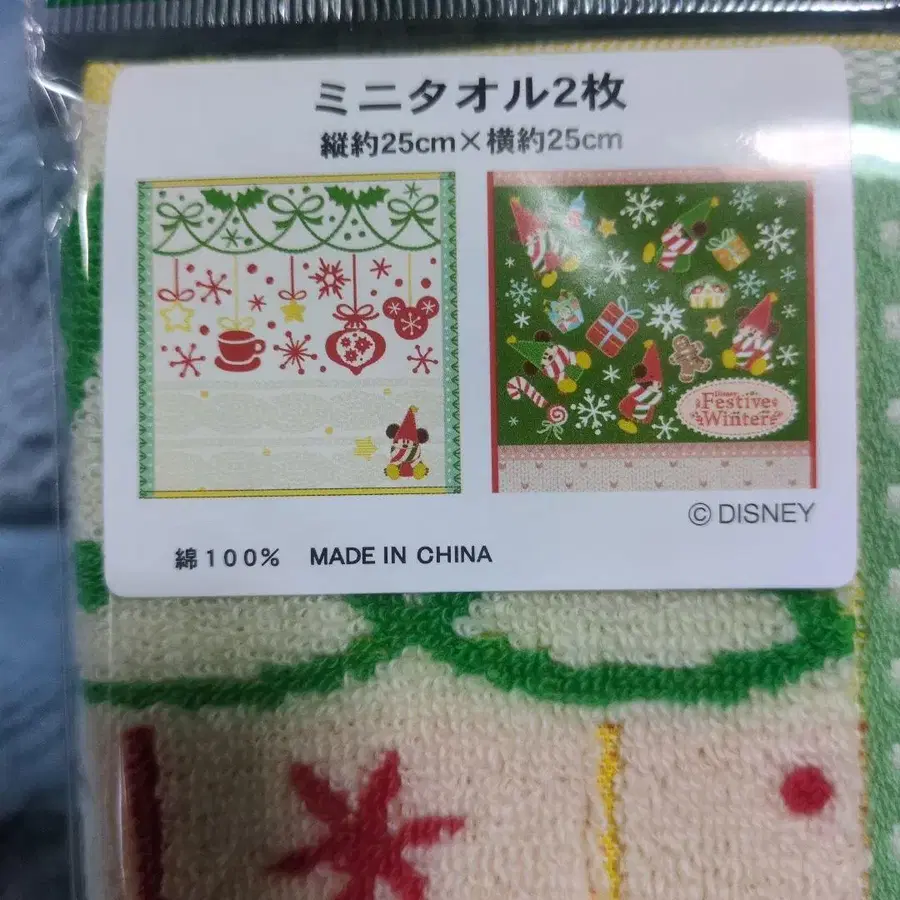 ミニタオル2枚
縦約25cm×横約25cm
Disney
Festive
Winter
© DISNEY
綿100% MADE IN CHINA